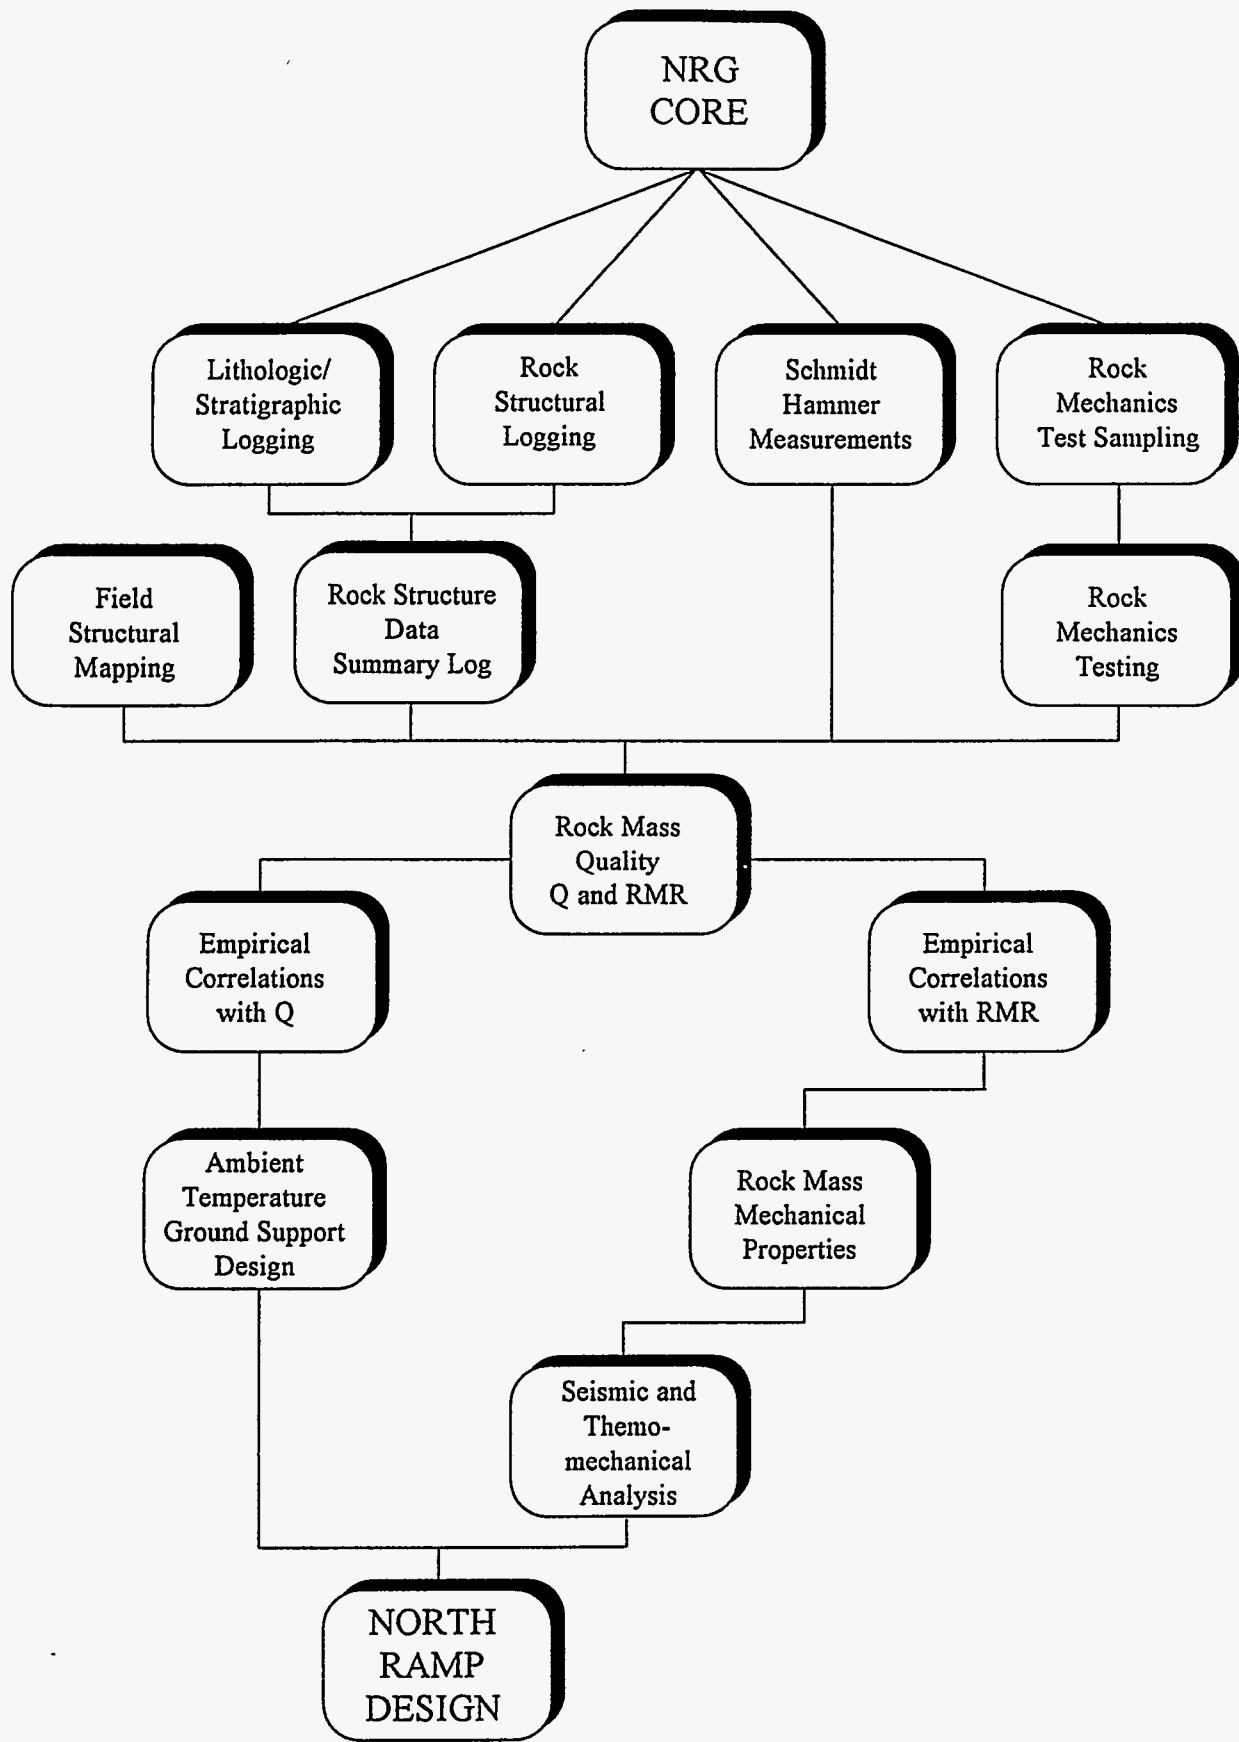 NRG
CORE
Lithologic/
Stratigraphic
Logging
Rock
Structural
Logging
Schmidt
Hammer
Measurements
Rock
Mechanics
Test Sampling
Field
Structural
Mapping
Rock Structure
Data
Summary Log
Rock
Mechanics
Testing
Rock Mass
Quality
Q and RMR
Empirical
Correlations
with Q
Empirical
Correlations
with RMR
Ambient
Temperature
Ground Support
Design
Rock Mass
Mechanical
Properties
Seismic and
Themo-
mechanical
Analysis
NORTH
RAMP
DESIGN